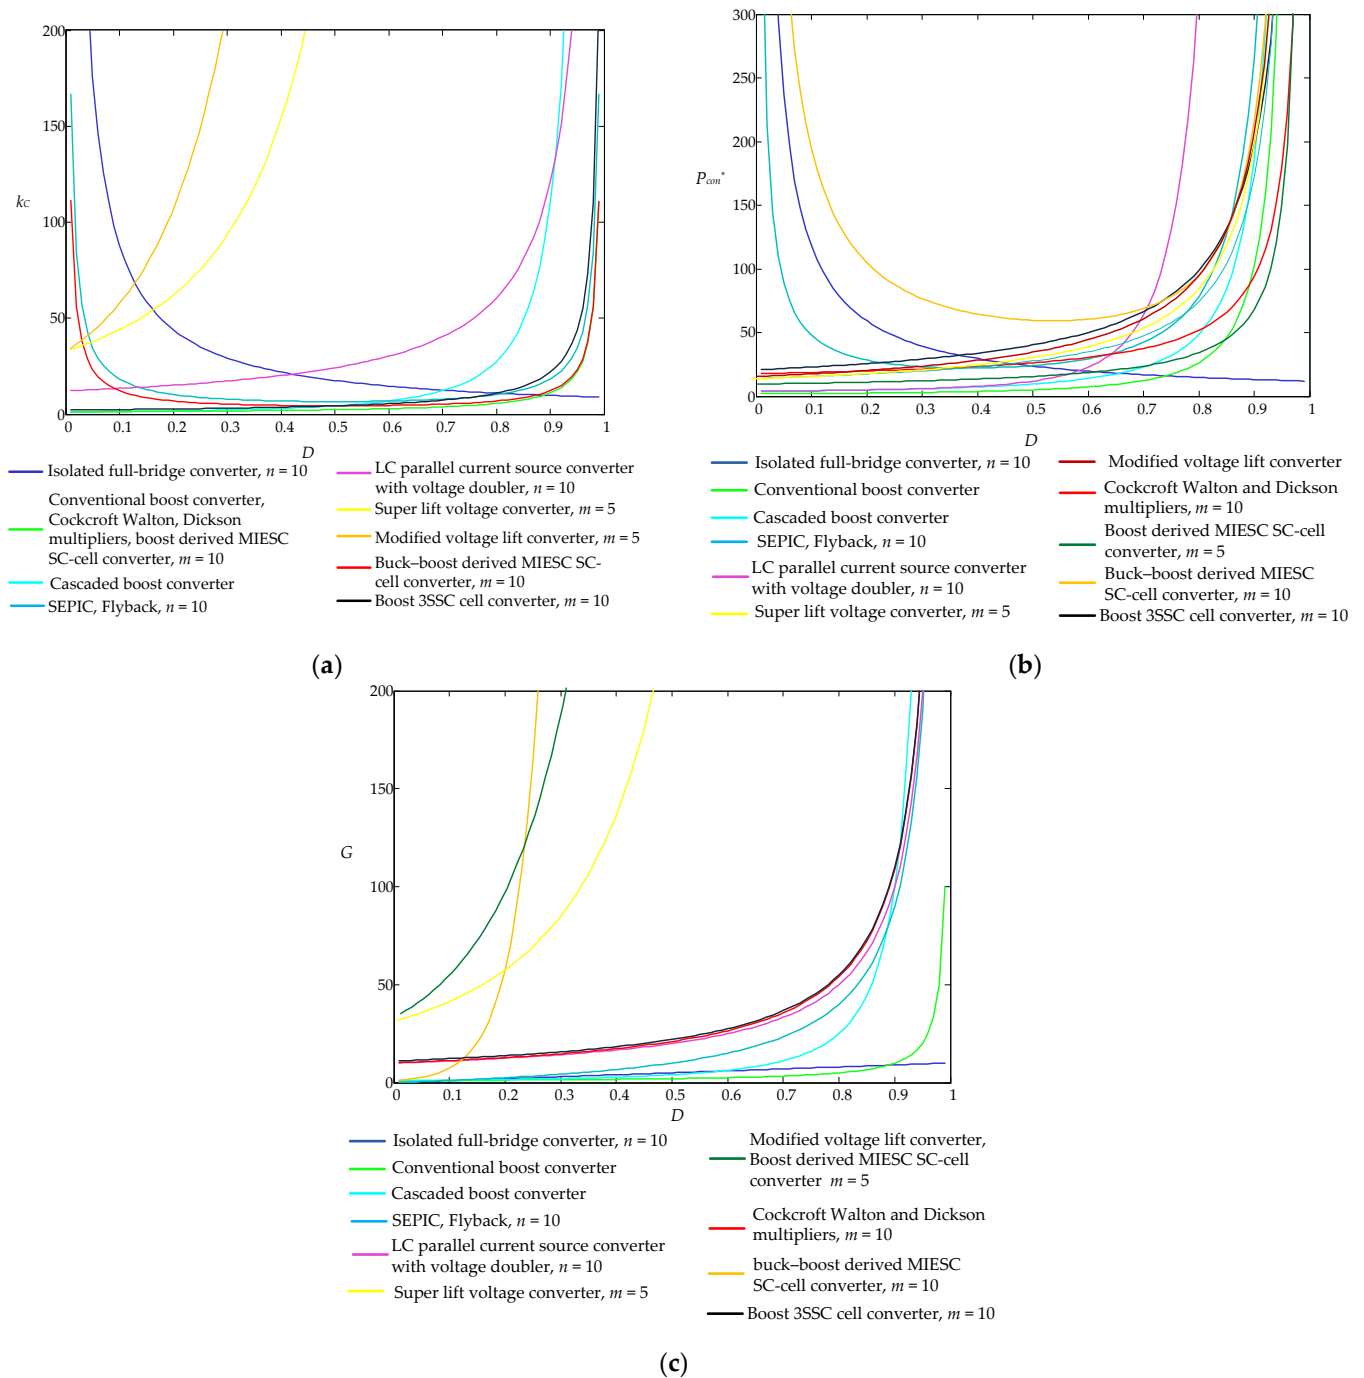 200
150
kC
100
50
0
0
0.1
0.2
0.3
0.4
0.5
0.6
0.7
0.8
0.9
1
D
Isolated full-bridge converter, n = 10
Conventional boost converter,
Cockcroft Walton, Dickson
multipliers, boost derived MIESC
SC-cell converter, m = 10
Cascaded boost converter
SEPIC, Flyback, n = 10
LC parallel current source converter
with voltage doubler, n = 10
Super lift voltage converter, m = 5
Modified voltage lift converter, m = 5
Buck–boost derived MIESC SC-
cell converter, m = 10
Boost 3SSC cell converter, m = 10
(a)
300
250
200
Pcon*
150
100
50
0
0
0.1
0.2
0.3
0.4
0.5
0.6
0.7
0.8
0.9
1
D
Isolated full-bridge converter, n = 10
Conventional boost converter
Cascaded boost converter
SEPIC, Flyback, n = 10
LC parallel current source converter
with voltage doubler, n = 10
Super lift voltage converter, m = 5
Modified voltage lift converter
Cockcroft Walton and Dickson
multipliers, m = 10
Boost derived MIESC SC-cell
converter, m = 5
Buck–boost derived MIESC
SC-cell converter, m = 10
Boost 3SSC cell converter, m = 10
(b)
200
150
G
100
50
0
0
0.1
0.2
0.3
0.4
0.5
0.6
0.7
0.8
0.9
1
D
Isolated full-bridge converter, n = 10
Conventional boost converter
Cascaded boost converter
SEPIC, Flyback, n = 10
LC parallel current source converter
with voltage doubler, n = 10
Super lift voltage converter, m = 5
Modified voltage lift converter,
Boost derived MIESC SC-cell
converter m = 5
Cockcroft Walton and Dickson
multipliers, m = 10
buck–boost derived MIESC
SC-cell converter, m = 10
Boost 3SSC cell converter, m = 10
(c)